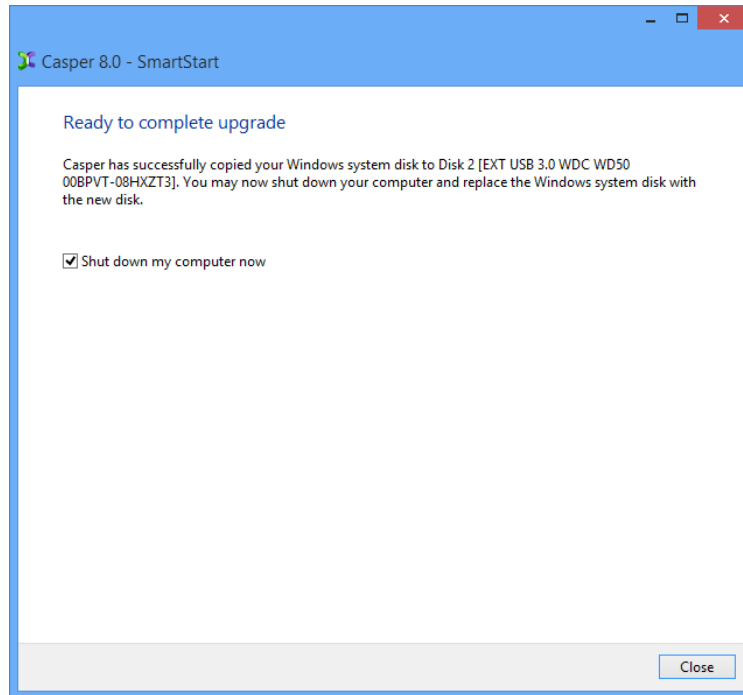 Casper 8.0 - SmartStart
Ready to complete upgrade
Casper has successfully copied your Windows system disk to Disk 2 [EXT USB 3.0 WDC WD50
00BPVT-08HXZT3]. You may now shut down your computer and replace the Windows system disk with
the new disk.
Shut down my computer now
Close